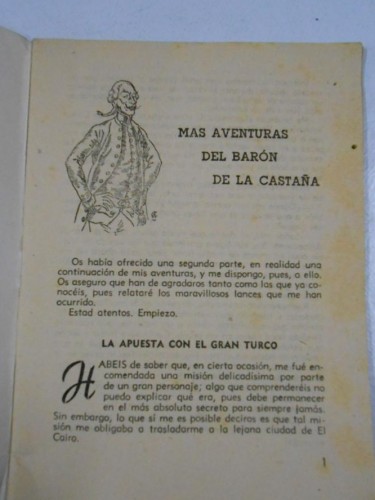 MAS AVENTURAS
DEL BARÓN
DE LA CASTAÑA
Os había ofrecido una segunda parte, en realidad una
continuación de mis aventuras, y me dispongo, pues, a ello.
Os aseguro que han de agradaros tanto como las que ya co-
nocéis, pues relataré los maravillosos lances que me han
ocurrido.
Estad atentos. Empiezo.
LA APUESTA CON EL GRAN TURCO
HABEIS de saber que, en cierta ocasión, me fué en-
comendada una misión delicadísima por parte
de un gran personaje; algo que comprenderéis no
puedo explicar qué era, pues debe permanecer
en el más absoluto secreto para siempre jamás.
Sin embargo, lo que sí me es posible deciros es que tal mi-
sión me obligaba a trasladarme a la lejana ciudad de El
Cairo.
1